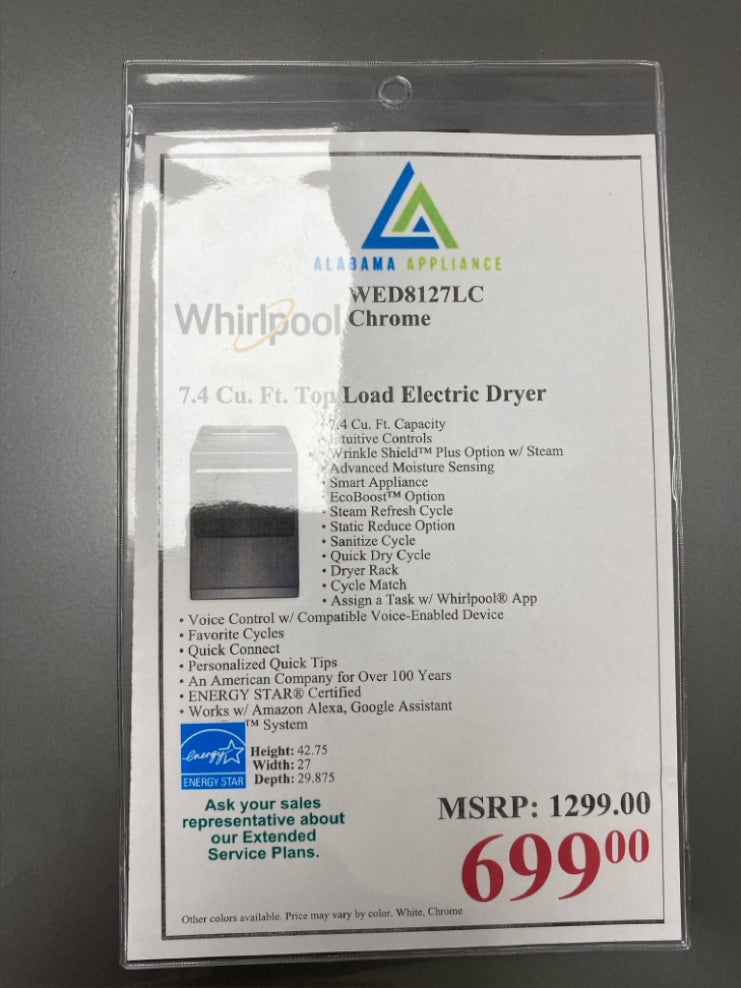 ALABAMA APPLIANCE
Whirlpool
WED8127LC
Chrome
7.4 Cu. Ft. Top Load Electric Dryer
• 7.4 Cu. Ft. Capacity
• Intuitive Controls
• Wrinkle Shield™ Plus Option w/ Steam
• Advanced Moisture Sensing
• Smart Appliance
• EcoBoost™ Option
• Steam Refresh Cycle
• Static Reduce Option
• Sanitize Cycle
• Quick Dry Cycle
• Dryer Rack
• Cycle Match
• Assign a Task w/ Whirlpool® App
• Voice Control w/ Compatible Voice-Enabled Device
• Favorite Cycles
• Quick Connect
• Personalized Quick Tips
• An American Company for Over 100 Years
• ENERGY STAR® Certified
• Works w/ Amazon Alexa, Google Assistant
™ System
energy
ENERGY STAR
Height: 42.75
Width: 27
Depth: 29.875
Ask your sales
representative about
our Extended
Service Plans.
MSRP: 1299.00
699⁰⁰
Other colors available. Price may vary by color. White, Chrome